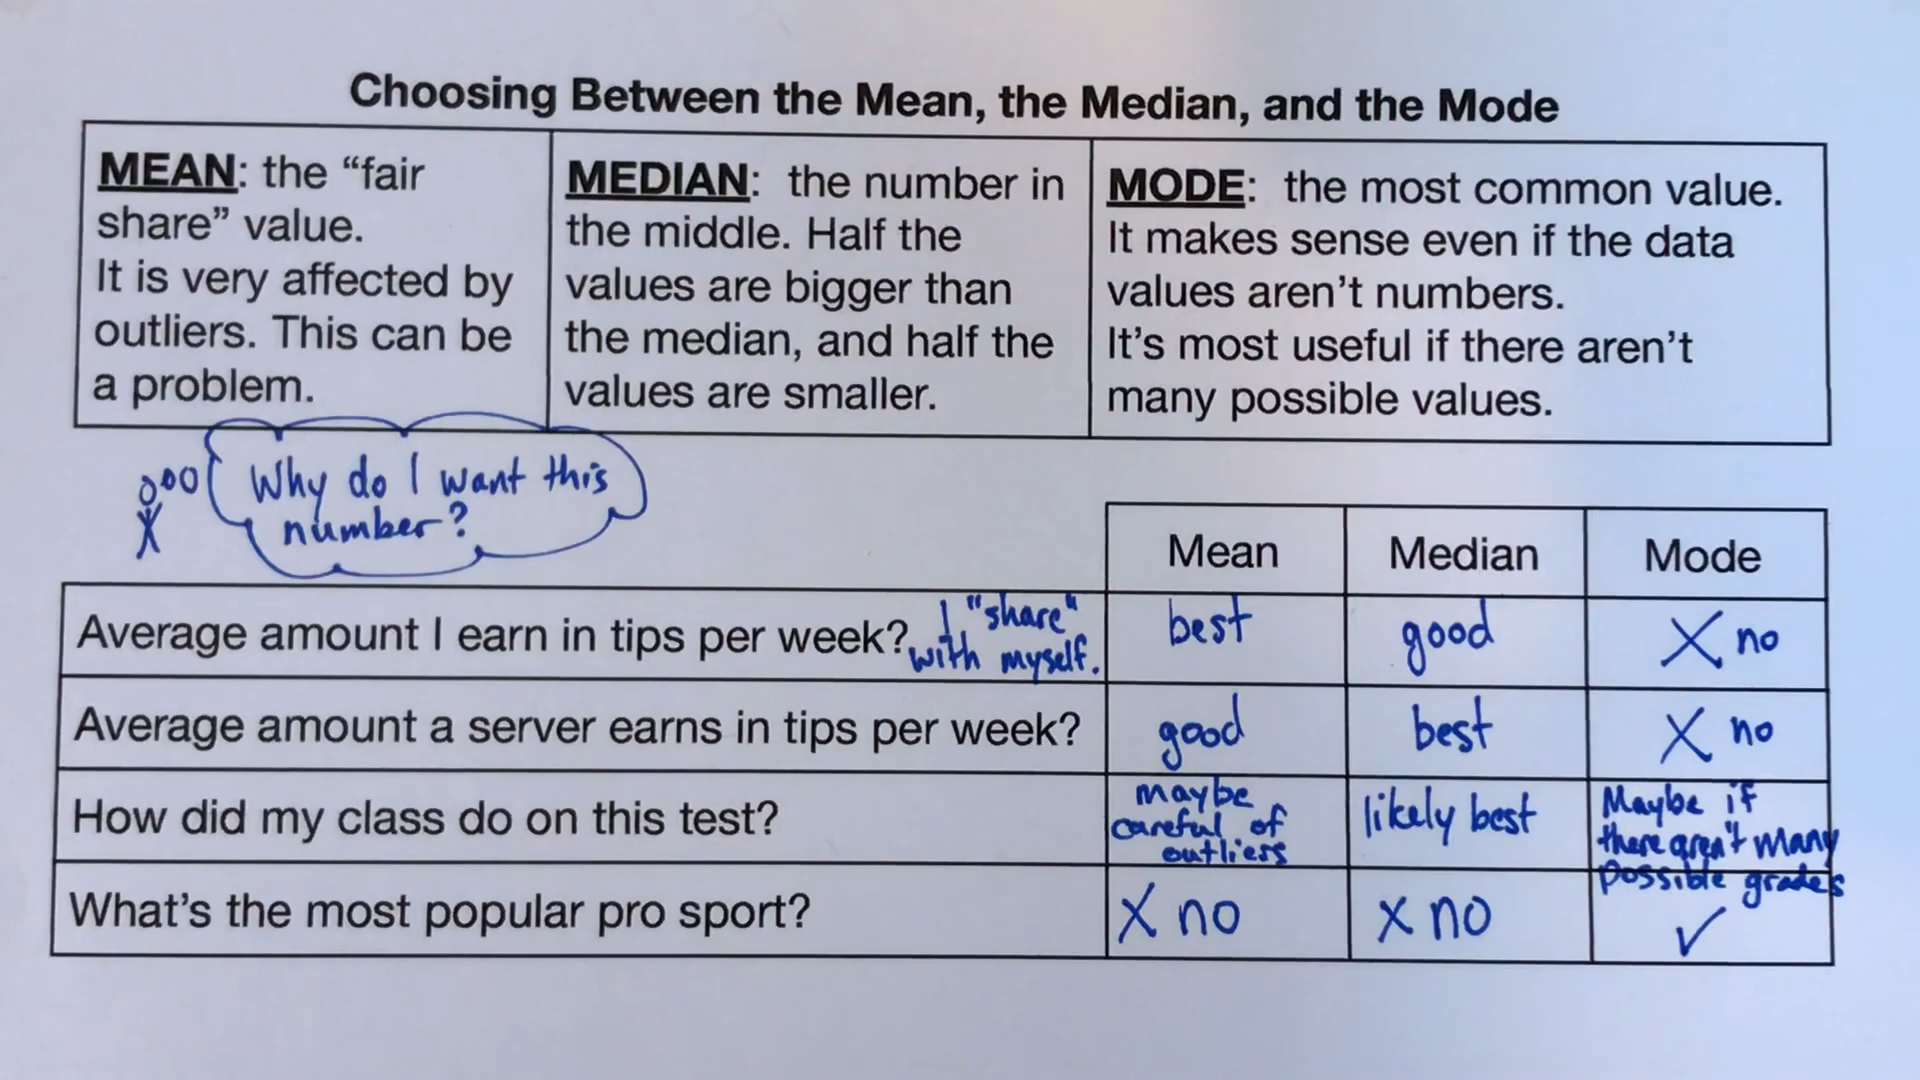 Choosing Between the Mean, the Median, and the Mode
MEAN: the “fair
share” value.
It is very affected by
outliers. This can be
a problem.
MEDIAN: the number in
the middle. Half the
values are bigger than
the median, and half the
values are smaller.
MODE: the most common value.
It makes sense even if the data
values aren’t numbers.
It’s most useful if there aren’t
many possible values.
Why do I want this
number?
Mean Median Mode
Average amount I earn in tips per week?
I "share"
with myself.
best
good
X no
Average amount a server earns in tips per week?
good
best
X no
How did my class do on this test?
maybe
careful of
outliers
likely best
Maybe if
there aren't many
possible grades
What’s the most popular pro sport?
X no
X no
✓